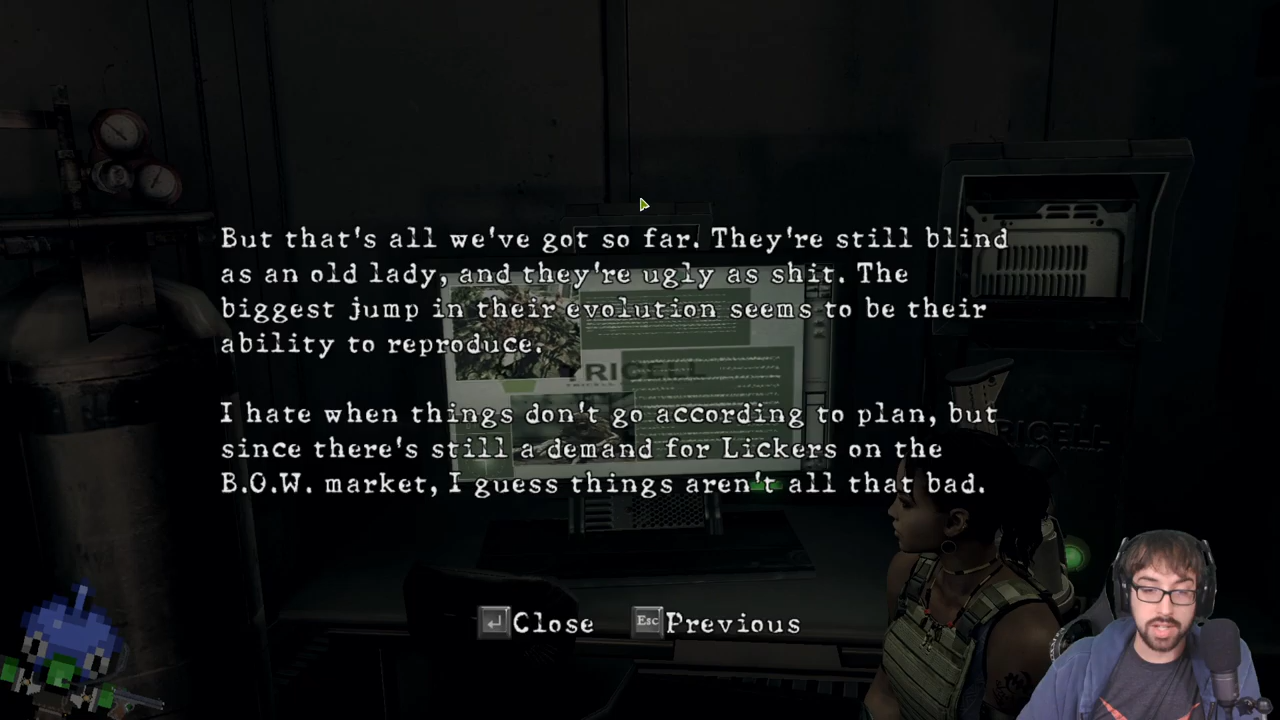 But that's all we've got so far. They're still blind
as an old lady, and they're ugly as shit. The
biggest jump in their evolution seems to be their
ability to reproduce.
TRICELL
I hate when things don't go according to plan, but
since there's still a demand for Lickers on the
TRICELL
B.O.W. market, I guess things aren't all that bad.
Close
Esc Previous